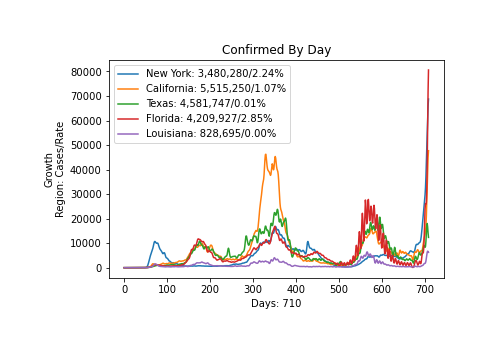 Confirmed By Day
New York: 3,480,280/2.24%
California: 5,515,250/1.07%
Texas: 4,581,747/0.01%
Florida: 4,209,927/2.85%
Louisiana: 828,695/0.00%
Growth
Region: Cases/Rate
80000
70000
60000
50000
40000
30000
20000
10000
0
0 100 200 300 400 500 600 700
Days: 710